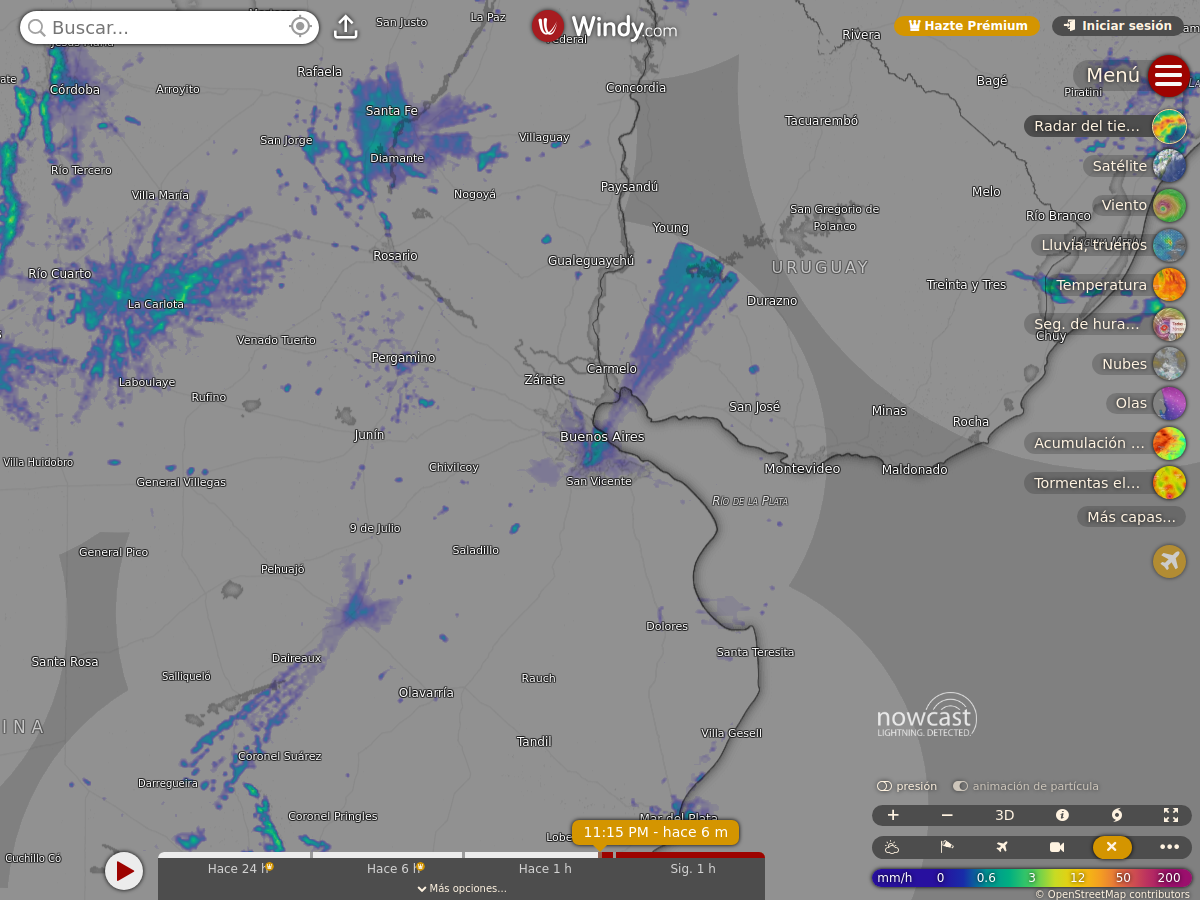 Buscar...
San Justo
La Paz
Windy.com
Federal
Rivera
Hazte Prémium
Iniciar sesión
Jesús María
Rafaela
Menú
Córdoba
Arroyito
Santa Fe
Concordia
Bagé
Piratini
Tacuarembó
Radar del tie...
San Jorge
Villaguay
Diamante
Río Tercero
Satélite
Villa María
Nogoyá
Paysandú
Melo
Viento
San Gregorio de
Polanco
Río Branco
Young
Lluvia, truenos
Rosario
Gualeguaychú
URUGUAY
Río Cuarto
Treinta y Tres
Temperatura
La Carlota
Durazno
Seg. de hura...
Chuy
Venado Tuerto
Pergamino
Nubes
Carmelo
Laboulaye
Zárate
Rufino
San José
Minas
Olas
Rocha
Junín
Buenos Aires
Acumulación ...
Villa Huidobro
Chivilcoy
Montevideo
Maldonado
General Villegas
San Vicente
Tormentas el...
Río de la Plata
Más capas...
9 de Julio
General Pico
Saladillo
Pehuajó
Dolores
Santa Rosa
Daireaux
Santa Teresita
Salliqueló
Rauch
Olavarría
INA
nowcast
LIGHTNING. DETECTED.
Villa Gesell
Tandil
Coronel Suárez
Darregueira
presión
animación de partícula
Coronel Pringles
Mar del Plata
+ − 3D
Lobe
11:15 PM - hace 6 m
Cuchillo Có
Hace 24 h
Hace 6 h
Hace 1 h
Sig. 1 h
mm/h 0 0.6 3 12 50 200
Más opciones...
© OpenStreetMap contributors